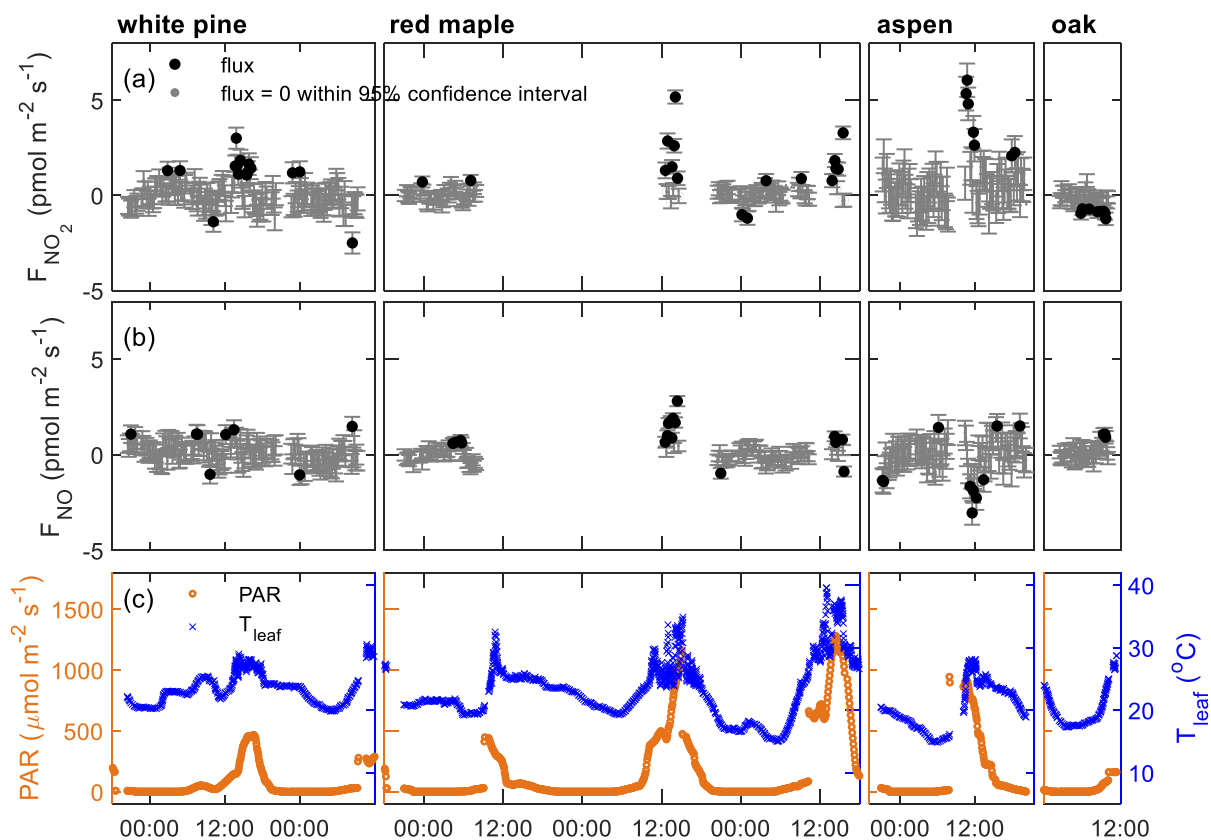 white pine red maple aspen oak
(a) flux
flux = 0 within 95% confidence interval
F_NO_2 (pmol m^-2 s^-1)
5
0
-5
(b)
F_NO (pmol m^-2 s^-1)
5
0
-5
(c) PAR
T_leaf
PAR (μmol m^-2 s^-1)
1500
1000
500
0
40
30
20
10
T_leaf (°C)
00:00 12:00 00:00 12:00 00:00 12:00 00:00 12:00 00:00 12:00 12:00